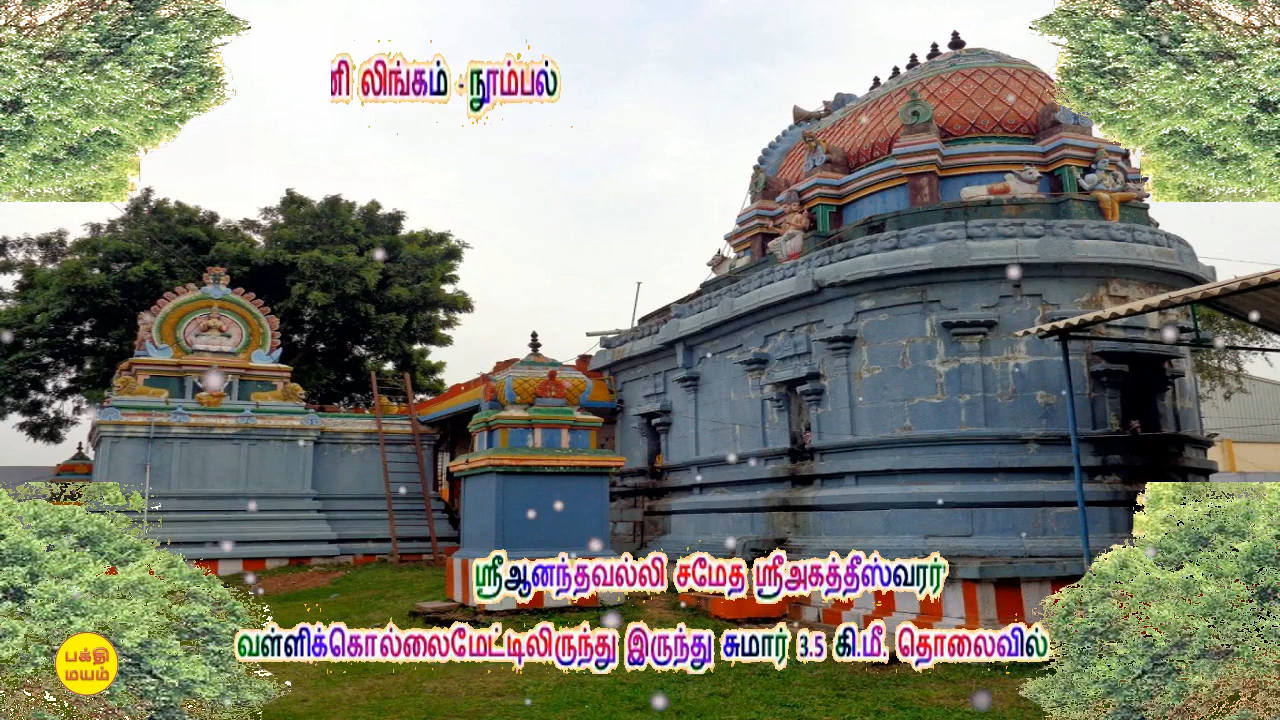 லிங்கம் - நூம்பல்
ஸ்ரீஆனந்தவல்லி சமேத ஸ்ரீஅகத்தீஸ்வரர்
வள்ளிக்கொல்லைமேட்டிலிருந்து இருந்து சுமார் 3.5 கி.மீ. தொலைவில்
பக்தி
மயம்